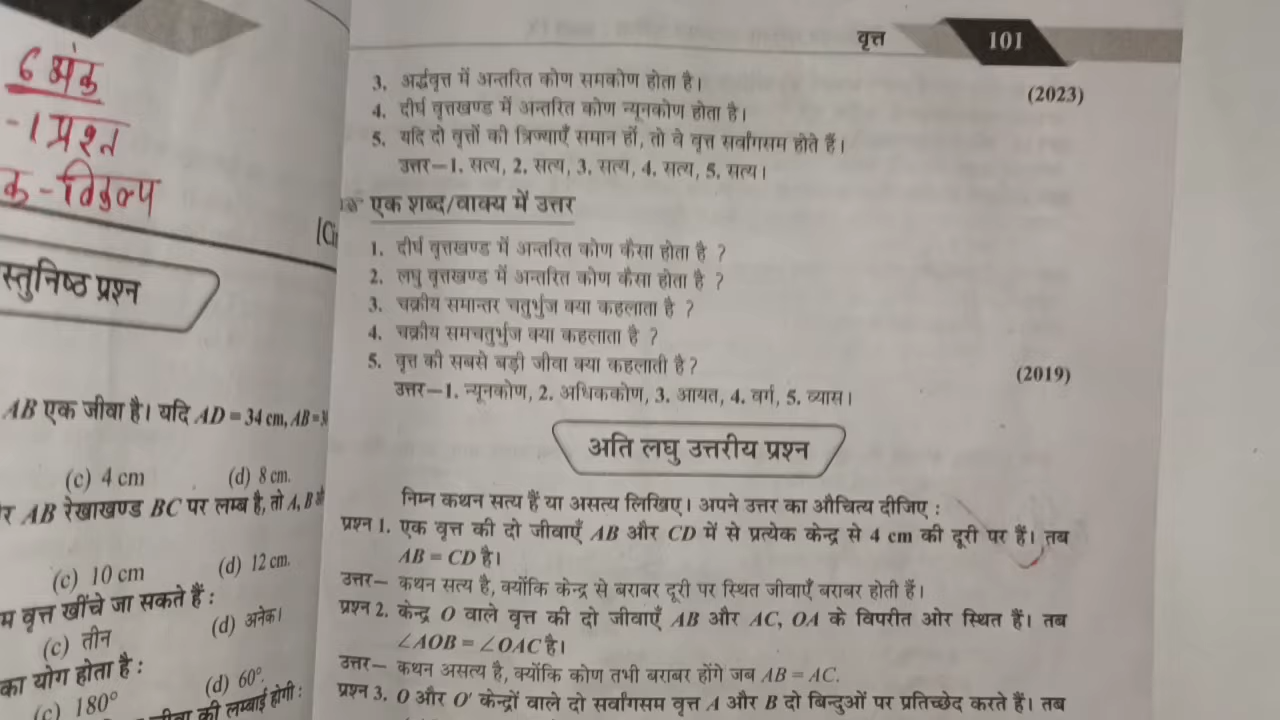 6 अंक
-1 प्रश्न
क - विकल्प
स्तुनिष्ठ प्रश्न
AB एक जीवा है। यदि AD = 34 cm, AB =
(c) 4 cm (d) 8 cm.
र AB रेखाखण्ड BC पर लम्ब है, तो A, B
(c) 10 cm (d) 12 cm.
म वृत्त खींचे जा सकते हैं :
(c) तीन (d) अनेक।
का योग होता है :
(c) 180° (d) 60°.
जीवा की लम्बाई होगी :
वृत्त 101
3. अर्द्धवृत्त में अन्तरित कोण समकोण होता है। (2023)
4. दीर्घ वृत्तखण्ड में अन्तरित कोण न्यूनकोण होता है।
5. यदि दो वृत्तों की त्रिज्याएँ समान हों, तो वे वृत्त सर्वांगसम होते हैं।
उत्तर—1. सत्य, 2. सत्य, 3. सत्य, 4. सत्य, 5. सत्य।
एक शब्द/वाक्य में उत्तर
1. दीर्घ वृत्तखण्ड में अन्तरित कोण कैसा होता है ?
2. लघु वृत्तखण्ड में अन्तरित कोण कैसा होता है ?
3. चक्रीय समान्तर चतुर्भुज क्या कहलाता है ?
4. चक्रीय समचतुर्भुज क्या कहलाता है ?
5. वृत्त की सबसे बड़ी जीवा क्या कहलाती है? (2019)
उत्तर—1. न्यूनकोण, 2. अधिककोण, 3. आयत, 4. वर्ग, 5. व्यास।
अति लघु उत्तरीय प्रश्न
निम्न कथन सत्य हैं या असत्य लिखिए। अपने उत्तर का औचित्य दीजिए :
प्रश्न 1. एक वृत्त की दो जीवाएँ AB और CD में से प्रत्येक केन्द्र से 4 cm की दूरी पर हैं। तब
AB = CD है।
उत्तर— कथन सत्य है, क्योंकि केन्द्र से बराबर दूरी पर स्थित जीवाएँ बराबर होती हैं।
प्रश्न 2. केन्द्र O वाले वृत्त की दो जीवाएँ AB और AC, OA के विपरीत ओर स्थित हैं। तब
∠AOB = ∠OAC है।
उत्तर— कथन असत्य है, क्योंकि कोण तभी बराबर होंगे जब AB = AC.
प्रश्न 3. O और O′ केन्द्रों वाले दो सर्वांगसम वृत्त A और B दो बिन्दुओं पर प्रतिच्छेद करते हैं। तब